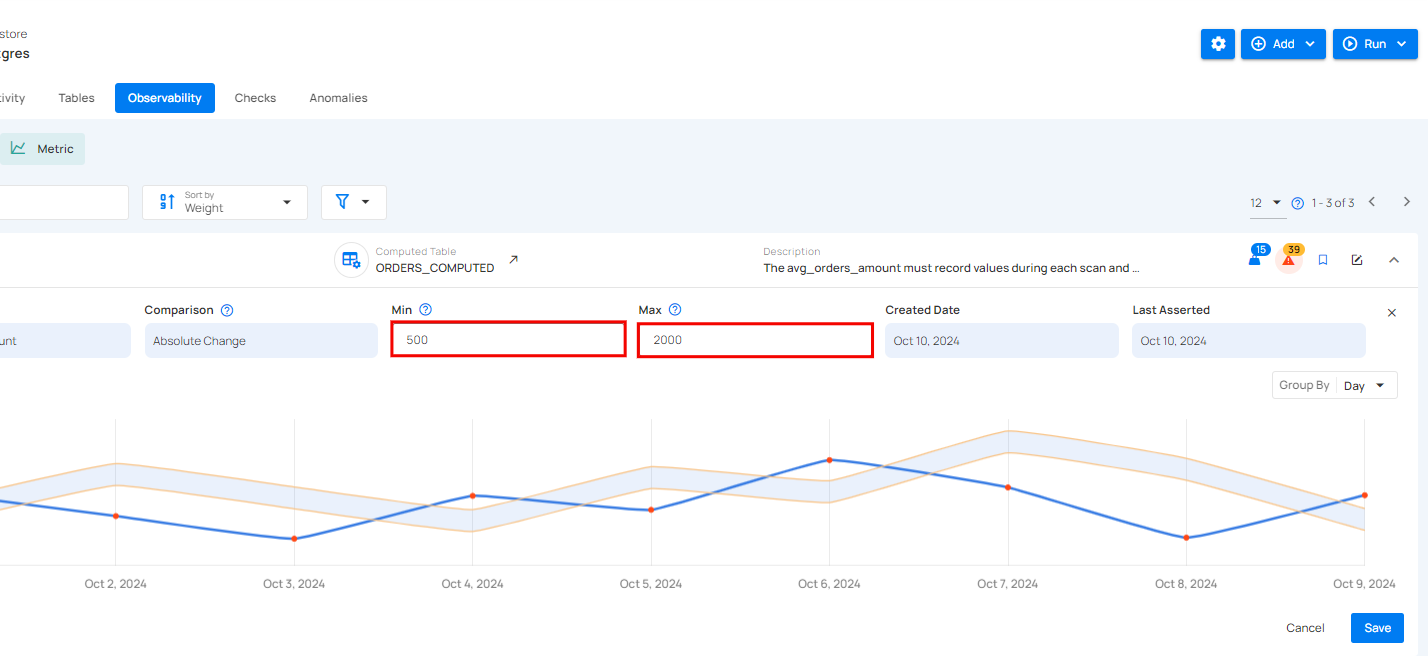 store
tgres
Add
Run
ivity
Tables
Observability
Checks
Anomalies
Metric
Sort by
Weight
12
1 - 3 of 3
Computed Table
ORDERS_COMPUTED
Description
The avg_orders_amount must record values during each scan and ...
15
39
Comparison
Min
Max
Created Date
Last Asserted
unt
Absolute Change
500
2000
Oct 10, 2024
Oct 10, 2024
Group By
Day
Oct 2, 2024
Oct 3, 2024
Oct 4, 2024
Oct 5, 2024
Oct 6, 2024
Oct 7, 2024
Oct 8, 2024
Oct 9, 2024
Cancel
Save